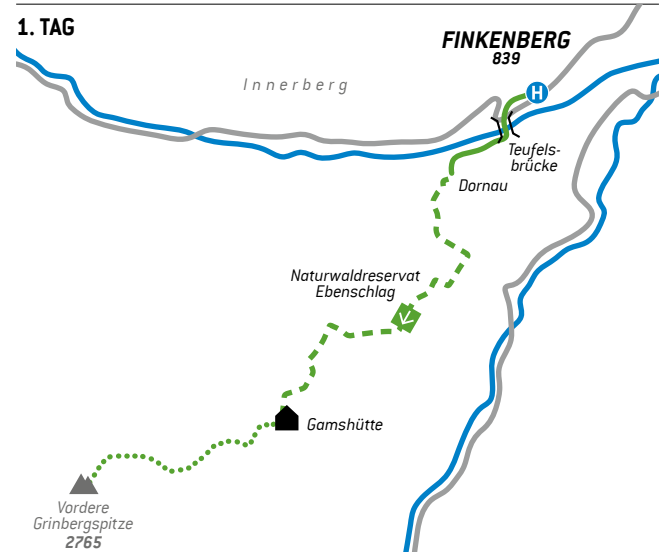 1. TAG
FINKENBERG
839
Innerberg
H
Teufels-
brücke
Dornau
Naturwaldreservat
Ebenschlag
Gamshütte
Vordere
Grinbergspitze
2765